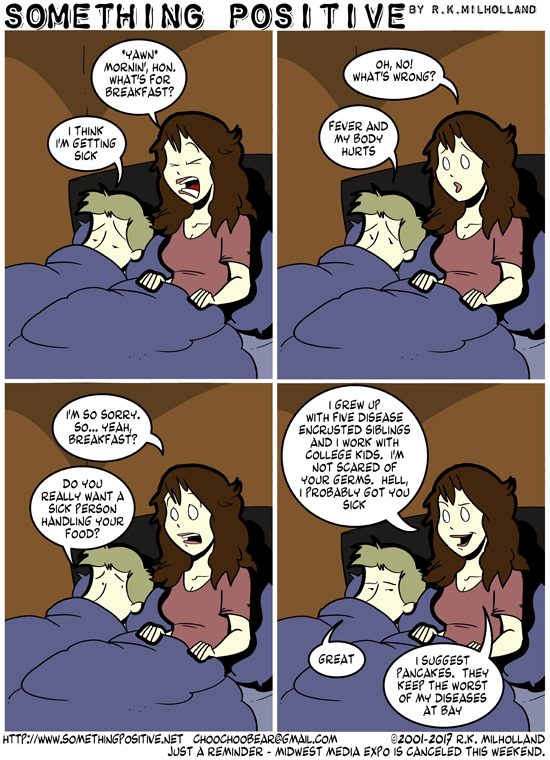 SOMETHING POSITIVE BY R.K.MILHOLLAND
*YAWN*
MORNIN', HON.
WHAT'S FOR
BREAKFAST?
I THINK
I'M GETTING
SICK
OH, NO!
WHAT'S WRONG?
FEVER AND
MY BODY
HURTS
I'M SO SORRY.
SO... YEAH,
BREAKFAST?
DO YOU
REALLY WANT A
SICK PERSON
HANDLING YOUR
FOOD?
I GREW UP
WITH FIVE DISEASE
ENCRUSTED SIBLINGS
AND I WORK WITH
COLLEGE KIDS. I'M
NOT SCARED OF
YOUR GERMS. HELL,
I PROBABLY GOT YOU
SICK
GREAT
I SUGGEST
PANCAKES. THEY
KEEP THE WORST
OF MY DISEASES
AT BAY
HTTP://WWW.SOMETHINGPOSITIVE.NET CHOOCHOOBEAR@GMAIL.COM ©2001-2017 R.K. MILHOLLAND
JUST A REMINDER - MIDWEST MEDIA EXPO IS CANCELED THIS WEEKEND.